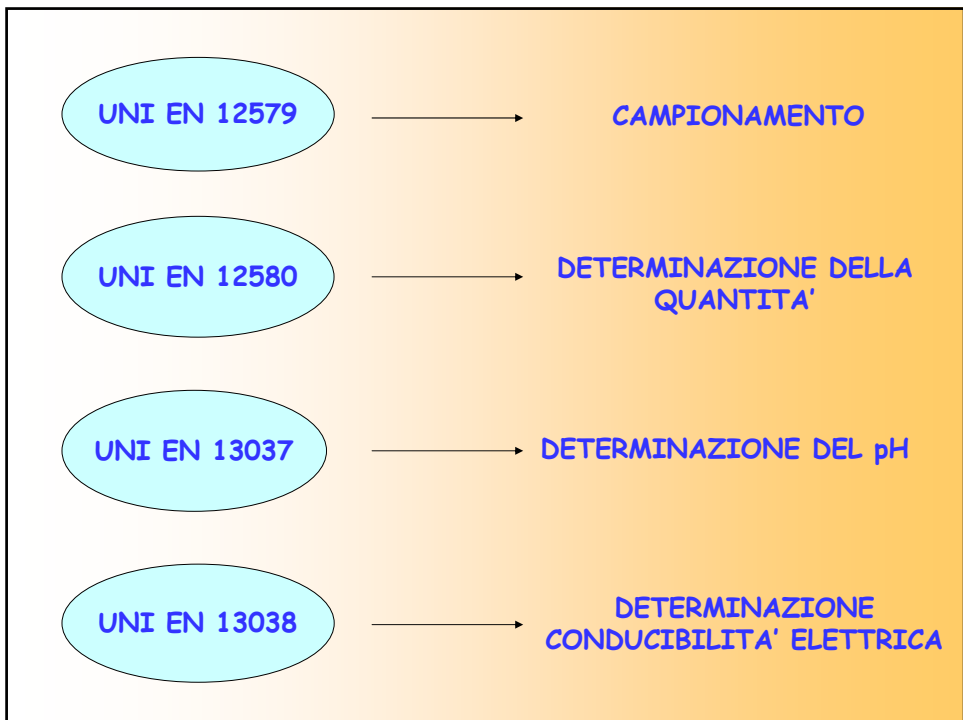 UNI EN 12579
CAMPIONAMENTO
UNI EN 12580
DETERMINAZIONE DELLA
QUANTITA’
UNI EN 13037
DETERMINAZIONE DEL pH
UNI EN 13038
DETERMINAZIONE
CONDUCIBILITA’ ELETTRICA